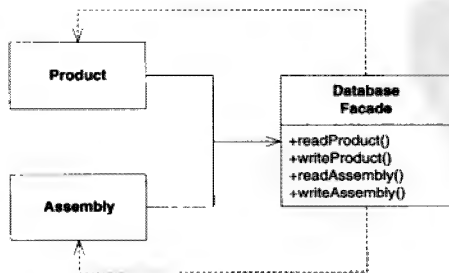 Product
Assembly
Database
Facade
+readProduct()
+writeProduct()
+readAssembly()
+writeAssembly()